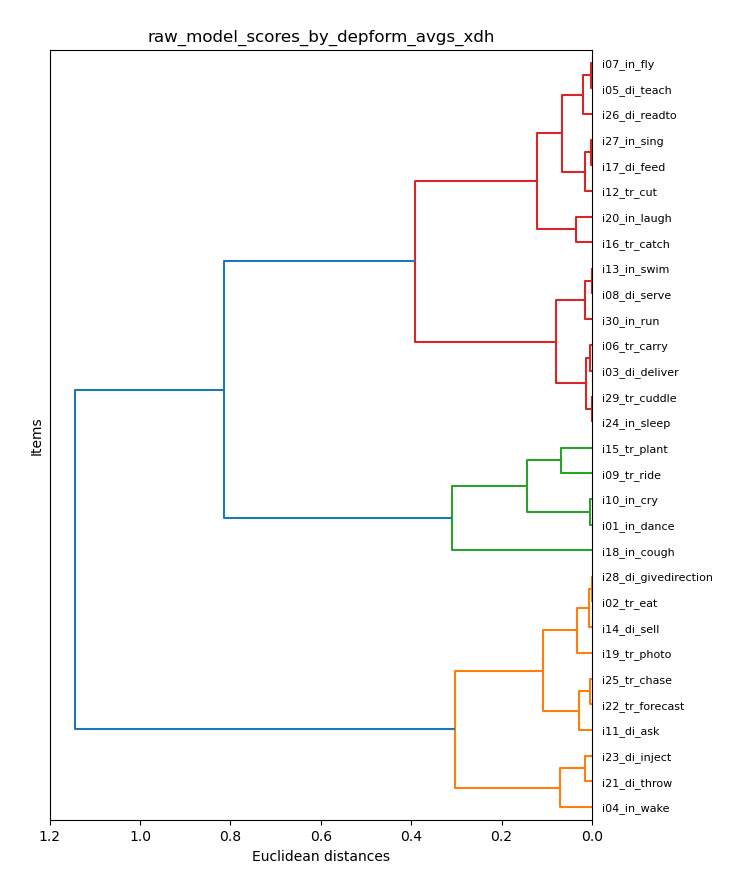 raw_model_scores_by_depform_avgs_xdh
i07_in_fly
i05_di_teach
i26_di_readto
i27_in_sing
i17_di_feed
i12_tr_cut
i20_in_laugh
i16_tr_catch
i13_in_swim
i08_di_serve
i30_in_run
i06_tr_carry
i03_di_deliver
i29_tr_cuddle
i24_in_sleep
i15_tr_plant
i09_tr_ride
i10_in_cry
i01_in_dance
i18_in_cough
i28_di_givedirection
i02_tr_eat
i14_di_sell
i19_tr_photo
i25_tr_chase
i22_tr_forecast
i11_di_ask
i23_di_inject
i21_di_throw
i04_in_wake
Items
1.2 1.0 0.8 0.6 0.4 0.2 0.0
Euclidean distances